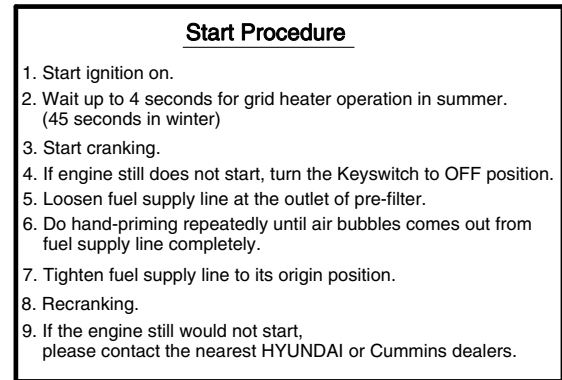 Start Procedure
1. Start ignition on.
2. Wait up to 4 seconds for grid heater operation in summer.
(45 seconds in winter)
3. Start cranking.
4. If engine still does not start, turn the Keyswitch to OFF position.
5. Loosen fuel supply line at the outlet of pre-filter.
6. Do hand-priming repeatedly until air bubbles comes out from
fuel supply line completely.
7. Tighten fuel supply line to its origin position.
8. Recranking.
9. If the engine still would not start,
please contact the nearest HYUNDAI or Cummins dealers.